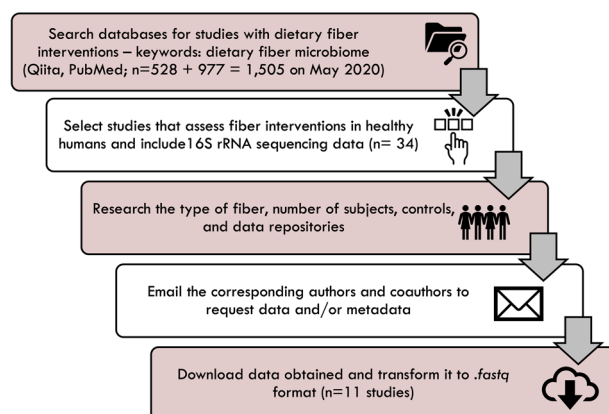 Search databases for studies with dietary fiber
interventions – keywords: dietary fiber microbiome
(Qiita, PubMed; n=528 + 977 = 1,505 on May 2020)
Select studies that assess fiber interventions in healthy
humans and include16S rRNA sequencing data (n= 34)
Research the type of fiber, number of subjects, controls,
and data repositories
Email the corresponding authors and coauthors to
request data and/or metadata
Download data obtained and transform it to .fastq
format (n=11 studies)